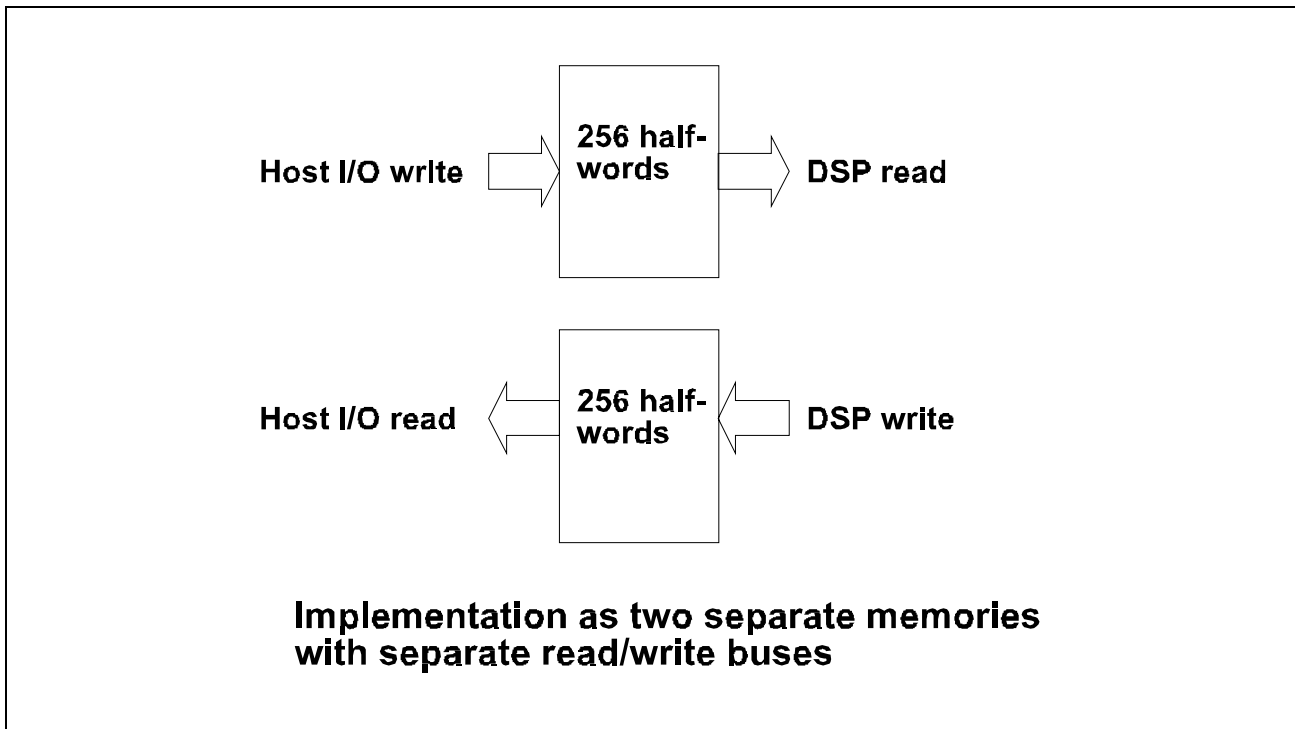 256 half-
words
Host I/O write
DSP read
256 half-
words
Host I/O read
DSP write
Implementation as two separate memories
with separate read/write buses